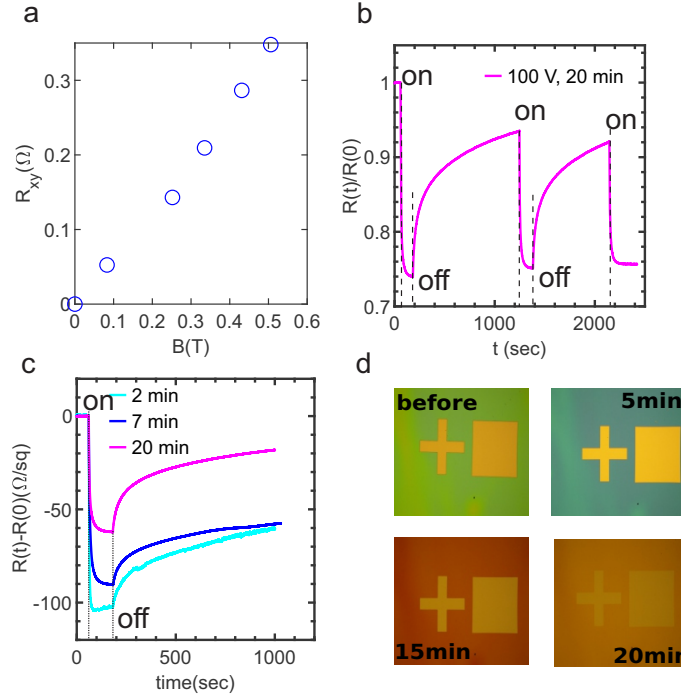 a
R_xy(Ω)
0.3
0.2
0.1
0
0 0.1 0.2 0.3 0.4 0.5 0.6
B(T)
b
R(t)/R(0)
1
0.9
0.8
0.7
0 1000 2000
t (sec)
100 V, 20 min
on
on
on
off
off
c
R(t)-R(0)(Ω/sq)
0
-50
-100
0 500 1000
time(sec)
on
2 min
7 min
20 min
off
d
before
5min
15min
20min